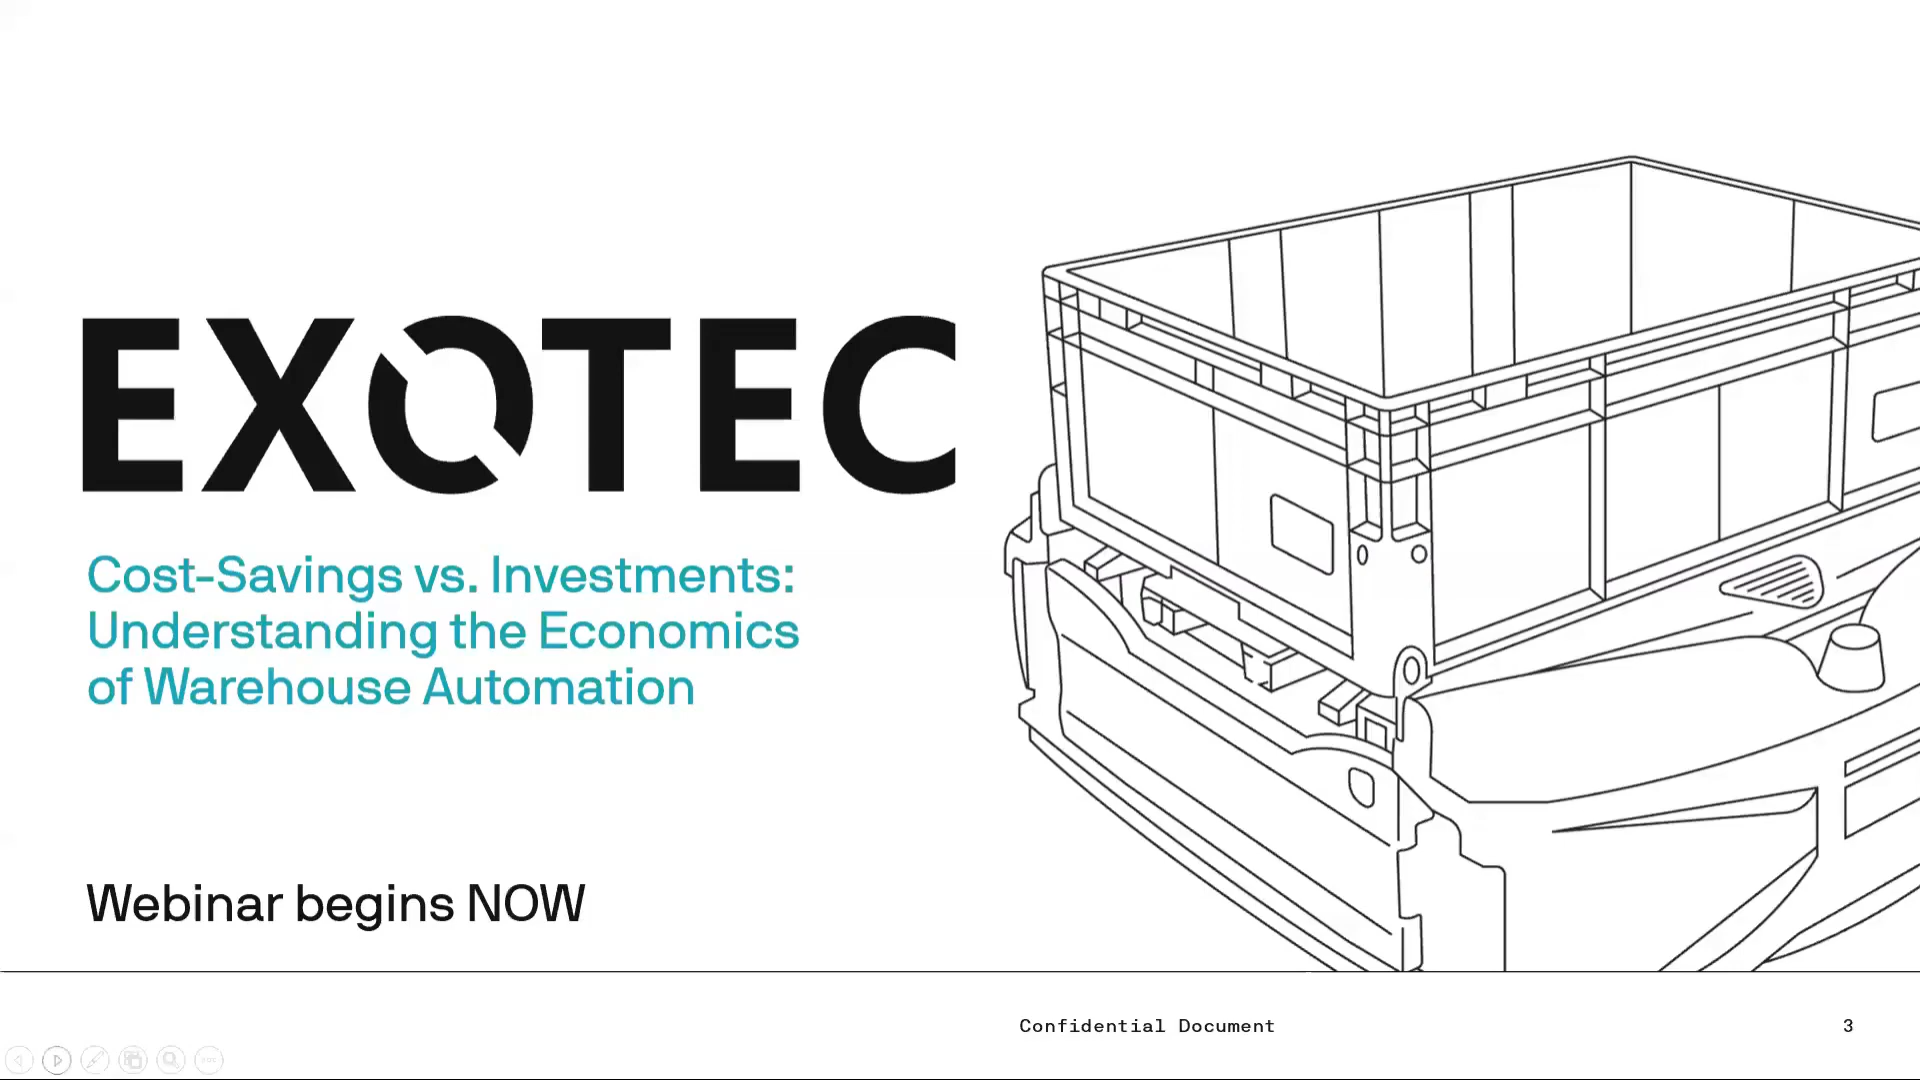 EXOTEC
Cost-Savings vs. Investments:
Understanding the Economics
of Warehouse Automation
Webinar begins NOW
Confidential Document
3